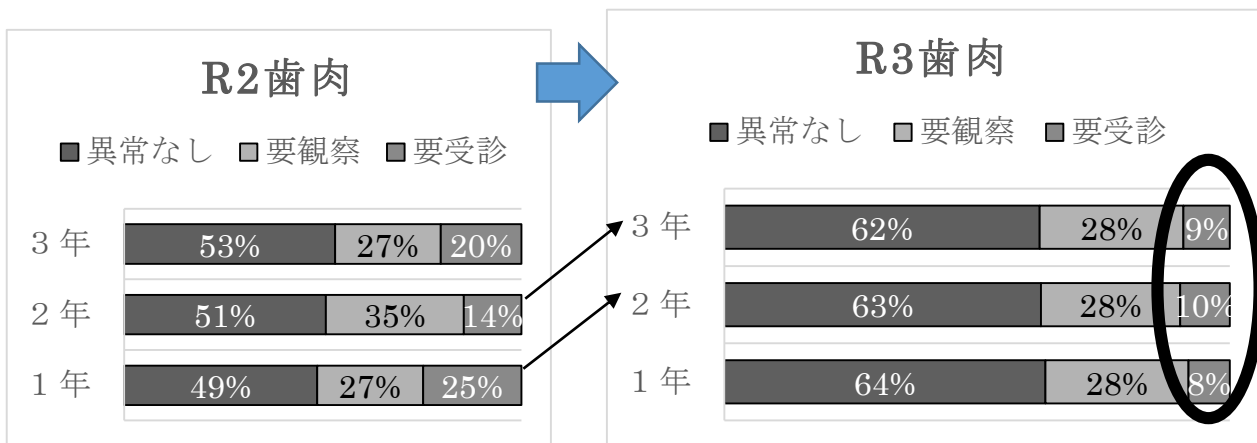 R2歯肉
■異常なし ■要観察 ■要受診
3年 53% 27% 20%
2年 51% 35% 14%
1年 49% 27% 25%
R3歯肉
■異常なし ■要観察 ■要受診
3年 62% 28% 9%
2年 63% 28% 10%
1年 64% 28% 8%